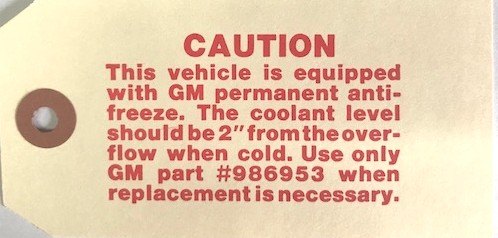 CAUTION
This vehicle is equipped
with GM permanent anti-
freeze. The coolant level
should be 2" from the over-
flow when cold. Use only
GM part #986953 when
replacement is necessary.